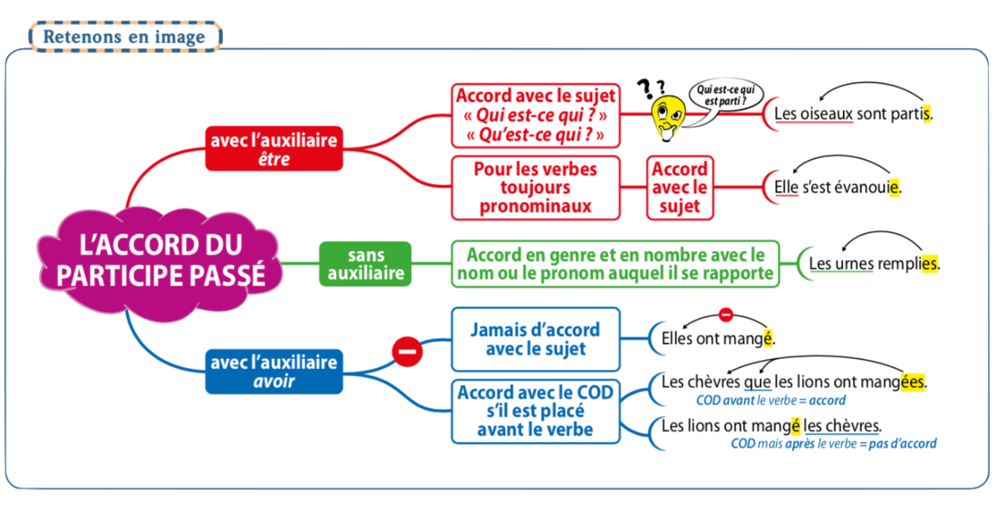 Retenons en image
L'ACCORD DU
PARTICIPE PASSÉ
avec l'auxiliaire
être
Accord avec le sujet
« Qui est-ce qui ? »
« Qu'est-ce qui ? »
? ?
Qui est-ce qui
est parti ?
Les oiseaux sont partis.
Pour les verbes
toujours
pronominaux
Accord
avec le
sujet
Elle s'est évanouie.
sans
auxiliaire
Accord en genre et en nombre avec le
nom ou le pronom auquel il se rapporte
Les urnes remplies.
avec l'auxiliaire
avoir
Jamais d'accord
avec le sujet
Elles ont mangé.
Accord avec le COD
s'il est placé
avant le verbe
Les chèvres que les lions ont mangées.
COD avant le verbe = accord
Les lions ont mangé les chèvres.
COD mais après le verbe = pas d'accord